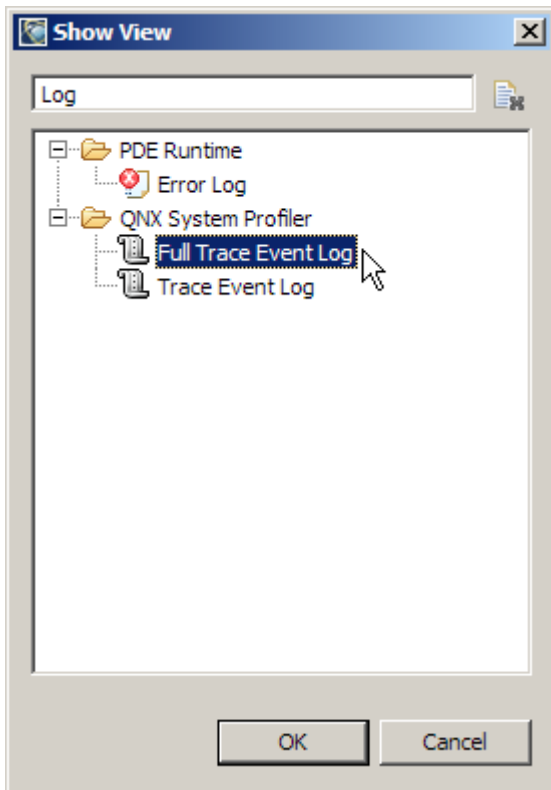 Show View
Log
PDE Runtime
Error Log
QNX System Profiler
Full Trace Event Log
Trace Event Log
OK Cancel